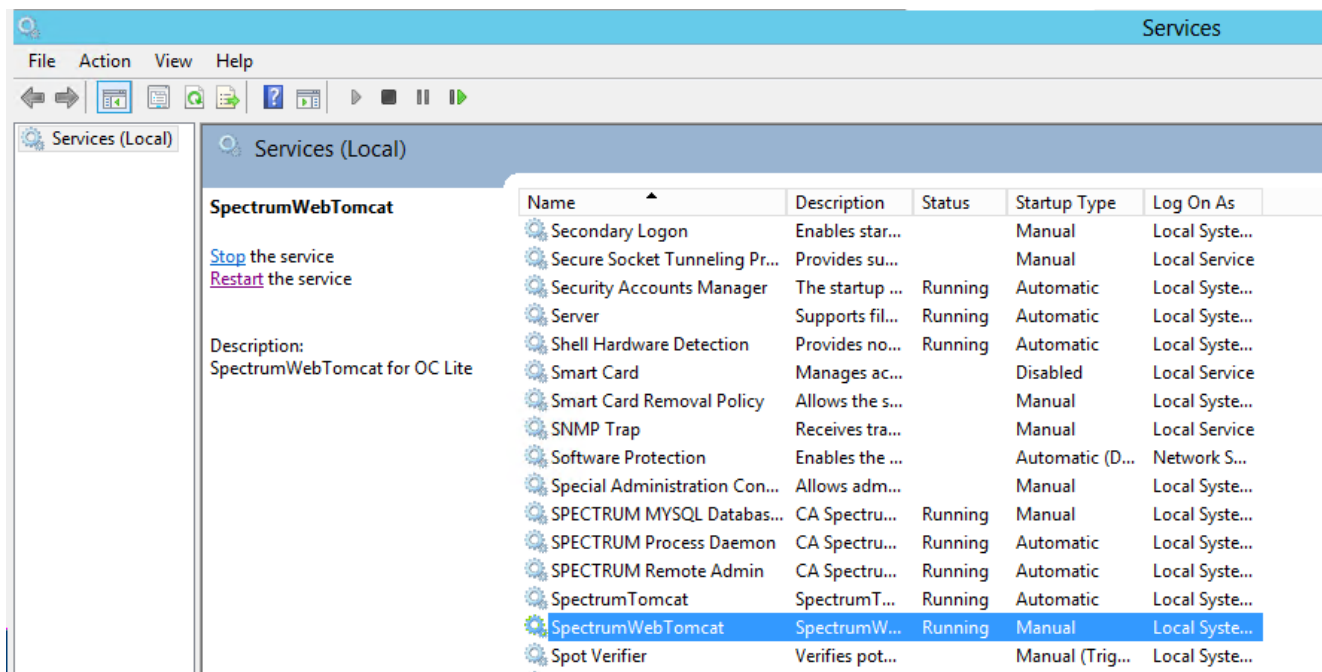 Services
File Action View Help
Services (Local)
Services (Local)
SpectrumWebTomcat
Stop the service
Restart the service
Description:
SpectrumWebTomcat for OC Lite
Name Description Status Startup Type Log On As
Secondary Logon Enables star... Manual Local Syste...
Secure Socket Tunneling Pr... Provides su... Manual Local Service
Security Accounts Manager The startup ... Running Automatic Local Syste...
Server Supports fil... Running Automatic Local Syste...
Shell Hardware Detection Provides no... Running Automatic Local Syste...
Smart Card Manages ac... Disabled Local Service
Smart Card Removal Policy Allows the s... Manual Local Syste...
SNMP Trap Receives tra... Manual Local Service
Software Protection Enables the ... Automatic (D... Network S...
Special Administration Con... Allows adm... Manual Local Syste...
SPECTRUM MYSQL Databas... CA Spectru... Running Manual Local Syste...
SPECTRUM Process Daemon CA Spectru... Running Automatic Local Syste...
SPECTRUM Remote Admin CA Spectru... Running Automatic Local Syste...
SpectrumTomcat SpectrumT... Running Automatic Local Syste...
SpectrumWebTomcat SpectrumW... Running Manual Local Syste...
Spot Verifier Verifies pot... Manual (Trig... Local Syste...